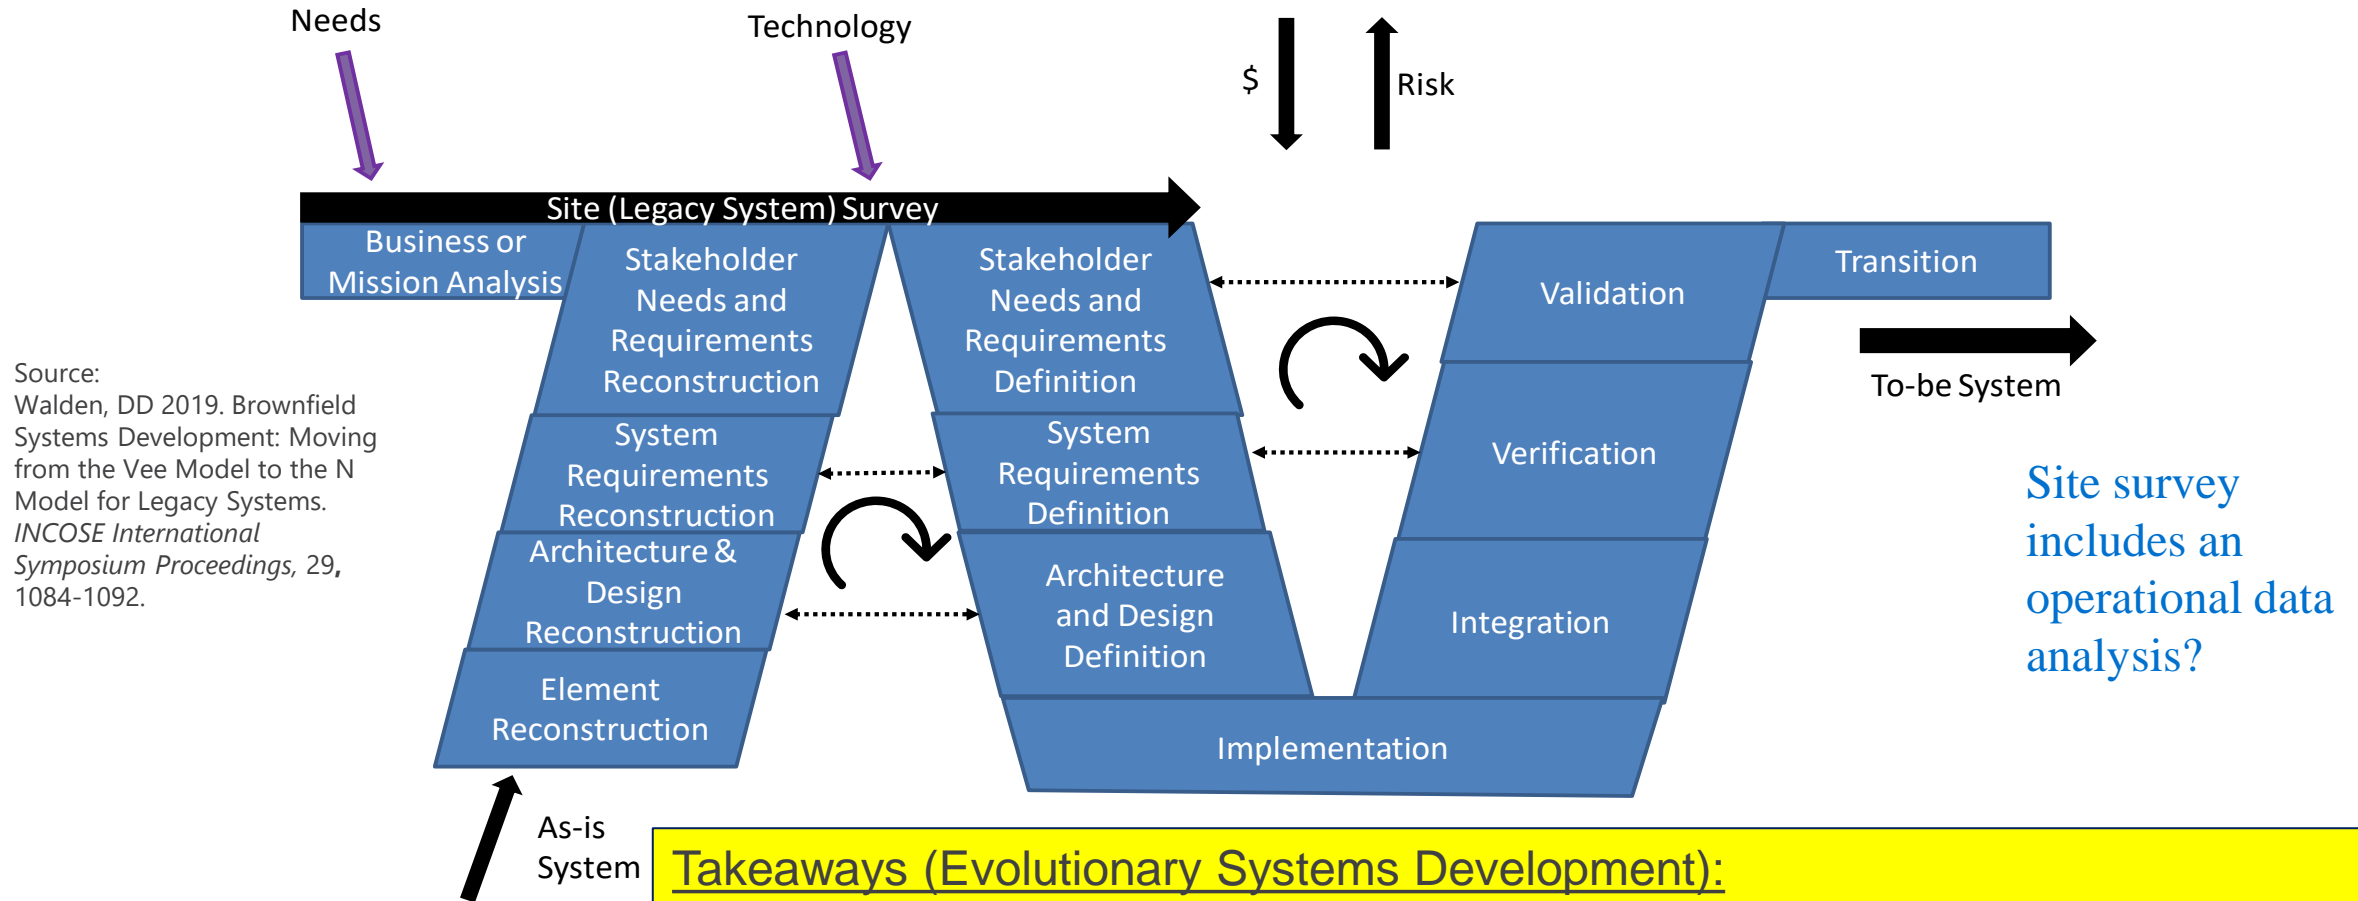 Needs
Technology
$
Risk
Site (Legacy System) Survey
Business or
Mission Analysis
Stakeholder
Needs and
Requirements
Reconstruction
Stakeholder
Needs and
Requirements
Definition
Validation
Transition
To-be System
Source:
Walden, DD 2019. Brownfield
Systems Development: Moving
from the Vee Model to the N
Model for Legacy Systems.
INCOSE International
Symposium Proceedings, 29,
1084-1092.
System
Requirements
Reconstruction
System
Requirements
Definition
Verification
Site survey
includes an
operational data
analysis?
Architecture &
Design
Reconstruction
Architecture
and Design
Definition
Integration
Element
Reconstruction
Implementation
As-is
System
Takeaways (Evolutionary Systems Development):